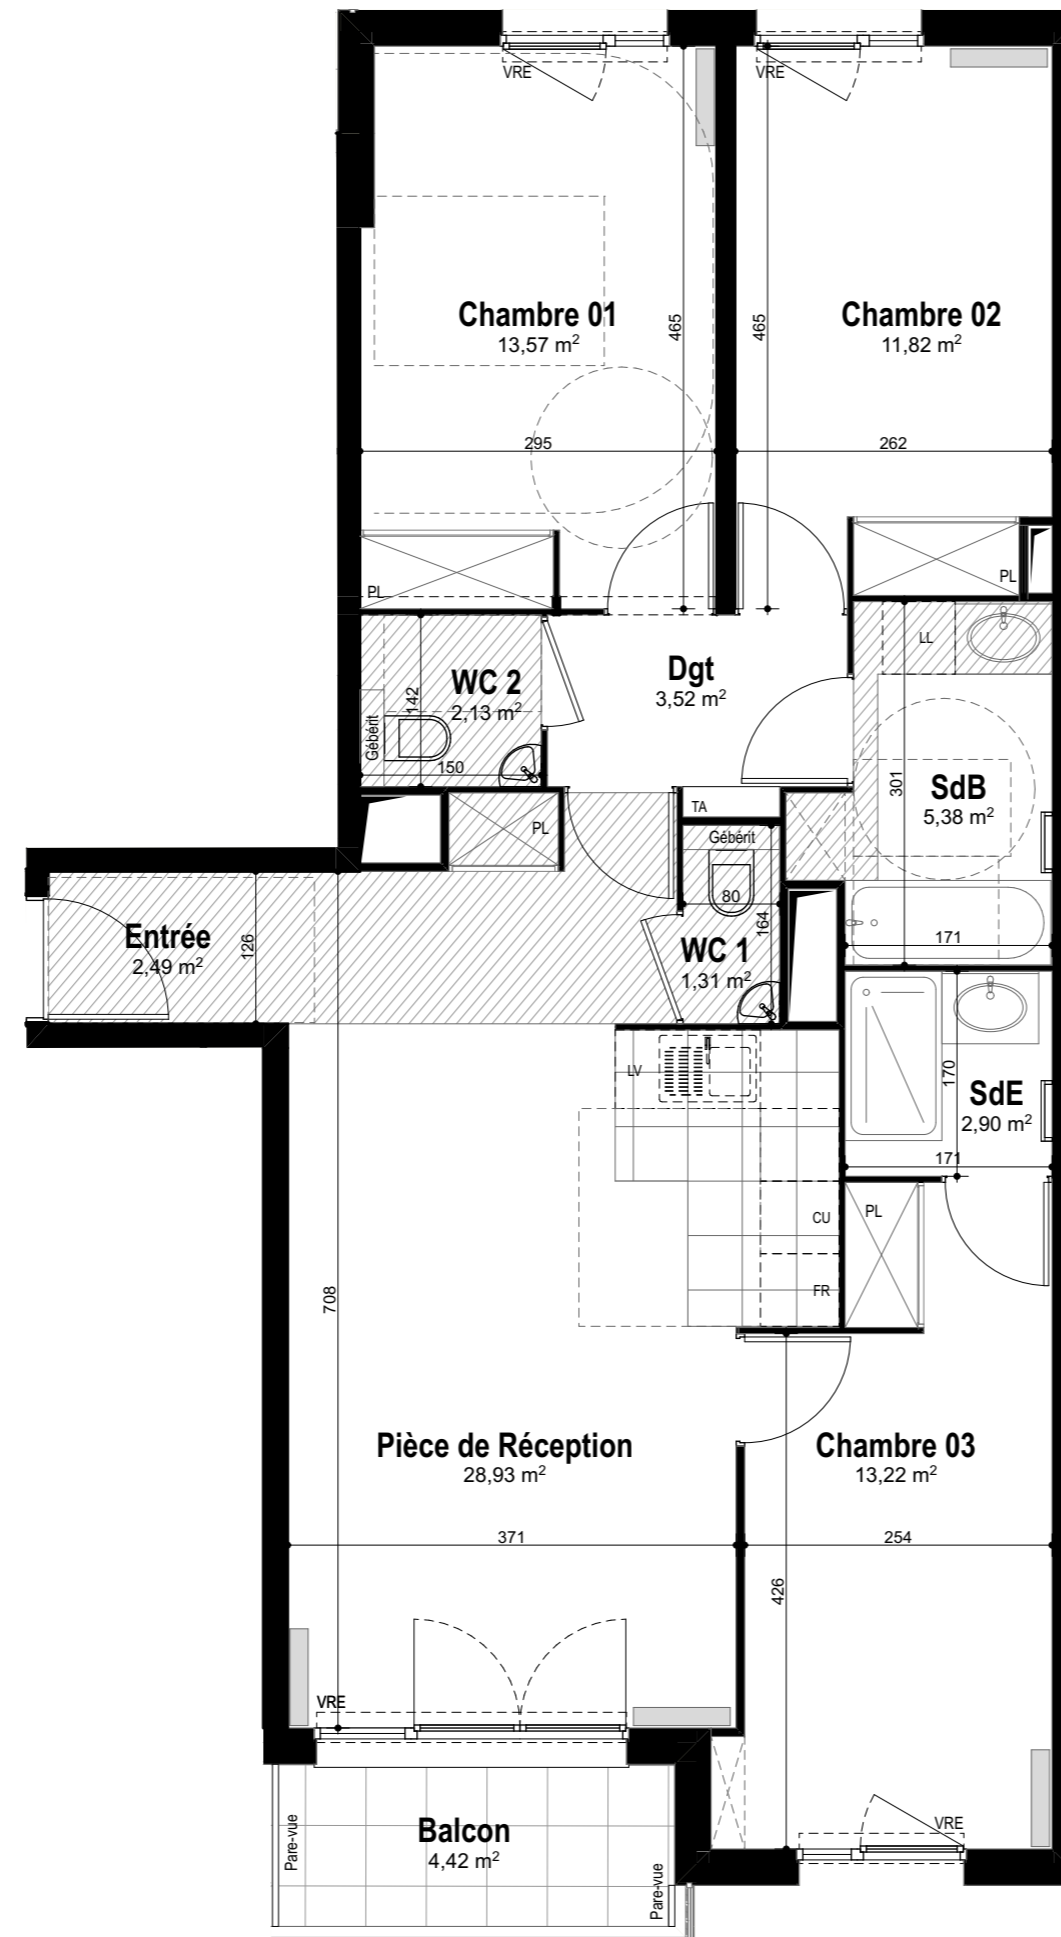 VRE
VRE
Chambre 01
13,57 m²
465
465
Chambre 02
11,82 m²
295
262
PL
PL
WC 2
2,13 m²
142
Gébérit
150
Dgt
3,52 m²
LL
SdB
5,38 m²
301
PL
TA
Gébérit
80
164
WC 1
1,31 m²
171
Entrée
2,49 m²
126
LV
170
SdE
2,90 m²
171
PL
CU
FR
708
Pièce de Réception
28,93 m²
Chambre 03
13,22 m²
371
254
426
VRE
VRE
Balcon
4,42 m²
Pare-vue
Pare-vue